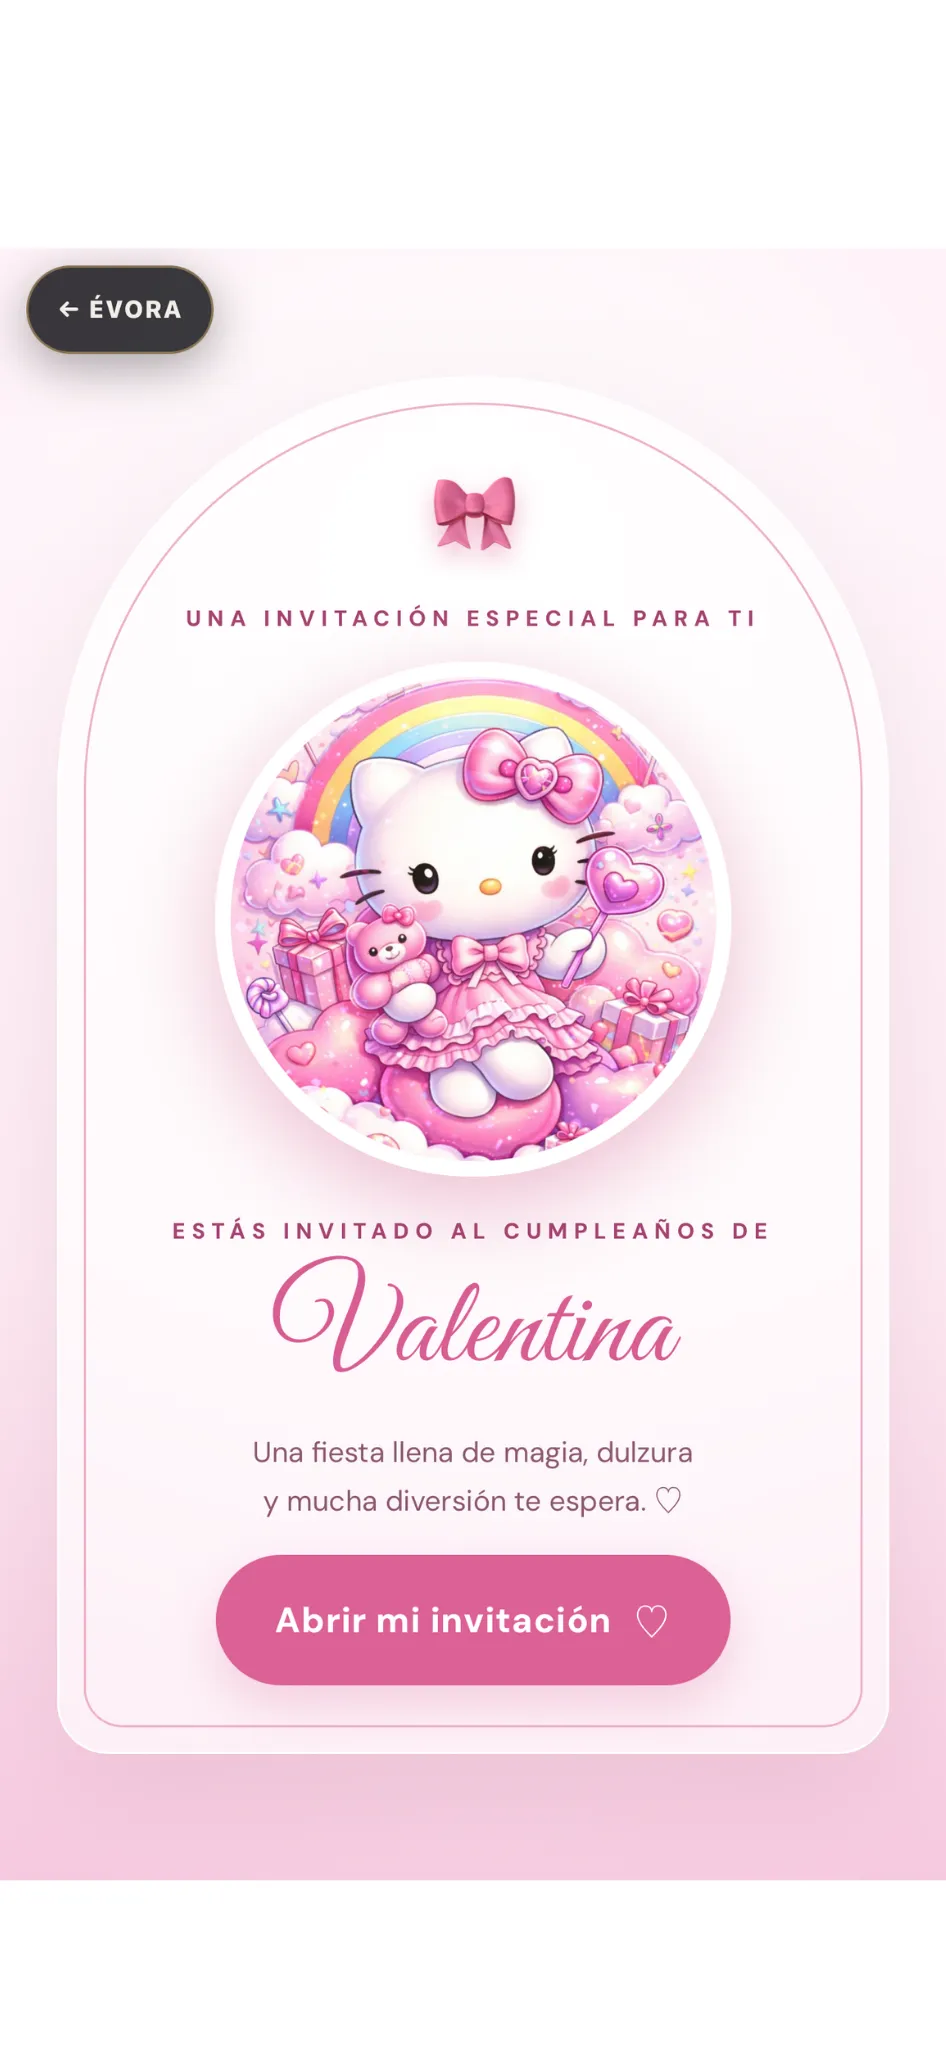 ← ÉVORA
UNA INVITACIÓN ESPECIAL PARA TI
ESTÁS INVITADO AL CUMPLEAÑOS DE
Valentina
Una fiesta llena de magia, dulzura
y mucha diversión te espera. ♡
Abrir mi invitación ♡